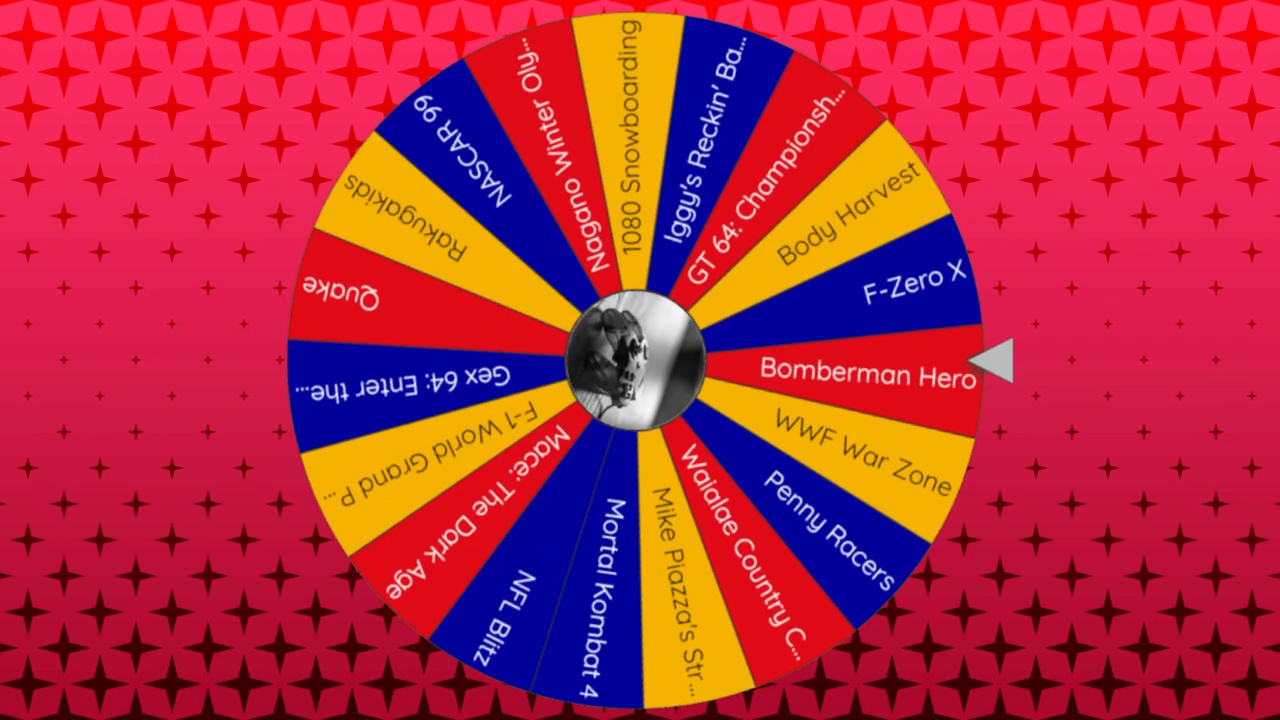 1080 Snowboarding
Iggy's Reckin' Ba...
GT 64: Championsh...
Body Harvest
F-Zero X
Bomberman Hero
WWF War Zone
Penny Racers
Waialae Country C...
Mike Piazza's Str...
Mortal Kombat 4
NFL Blitz
Mace: The Dark Age
F-1 World Grand P...
Gex 64: Enter the...
Quake
Rakugakids
NASCAR 99
Nagano Winter Oly...